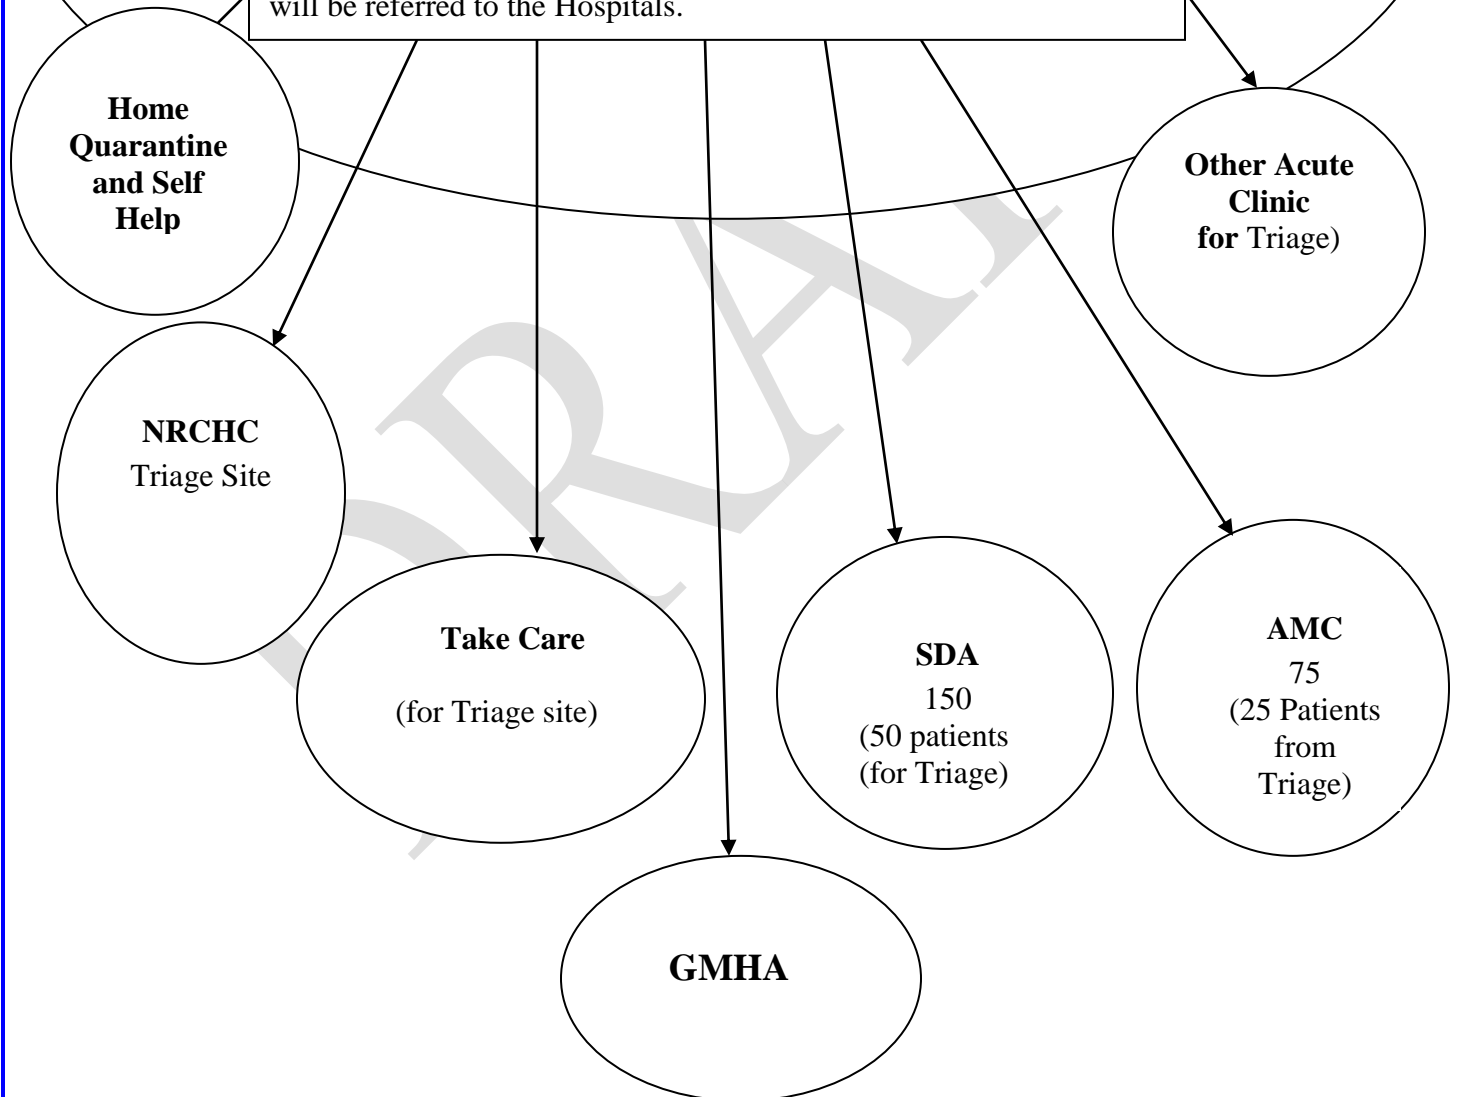 will be referred to the Hospitals.
Home
Quarantine
and Self
Help
Other Acute
Clinic
for Triage)
NRCHC
Triage Site
Take Care
(for Triage site)
SDA
150
(50 patients
(for Triage)
AMC
75
(25 Patients
from
Triage)
GMHA
DRAFT